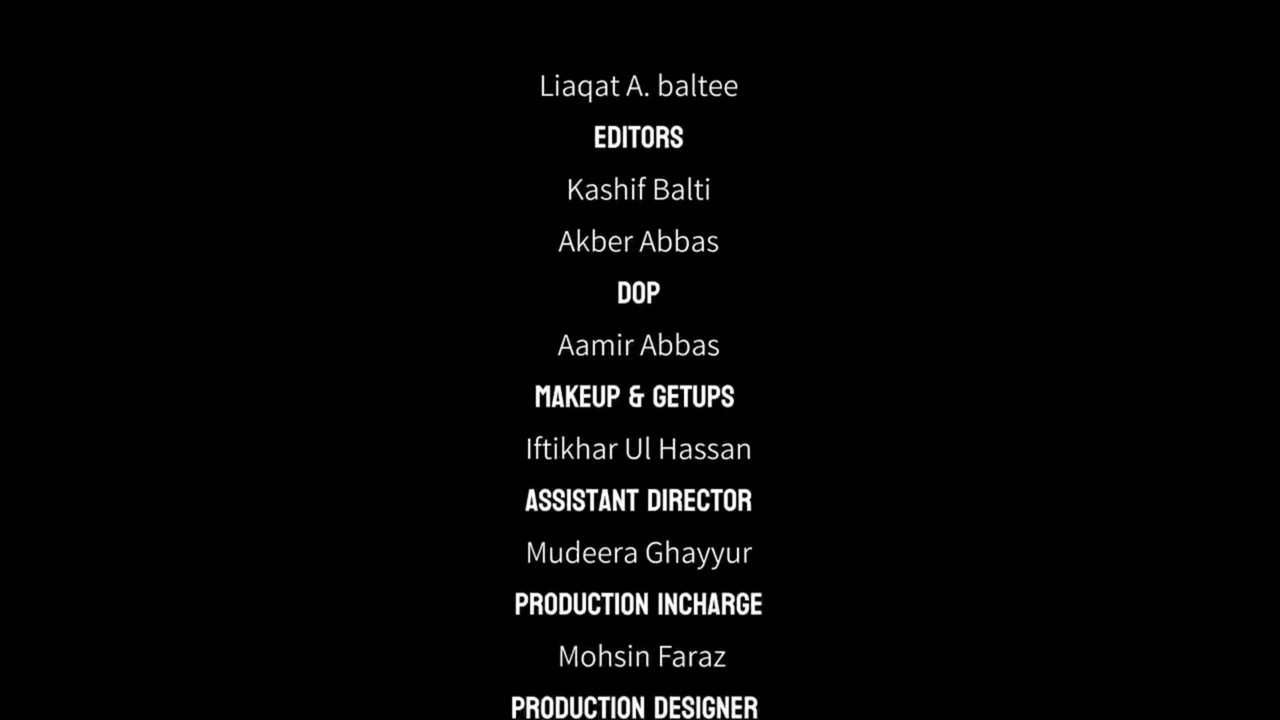 Liaqat A. baltee
EDITORS
Kashif Balti
Akber Abbas
DOP
Aamir Abbas
MAKEUP & GETUPS
Iftikhar Ul Hassan
ASSISTANT DIRECTOR
Mudeera Ghayyur
PRODUCTION INCHARGE
Mohsin Faraz
PRODUCTION DESIGNER